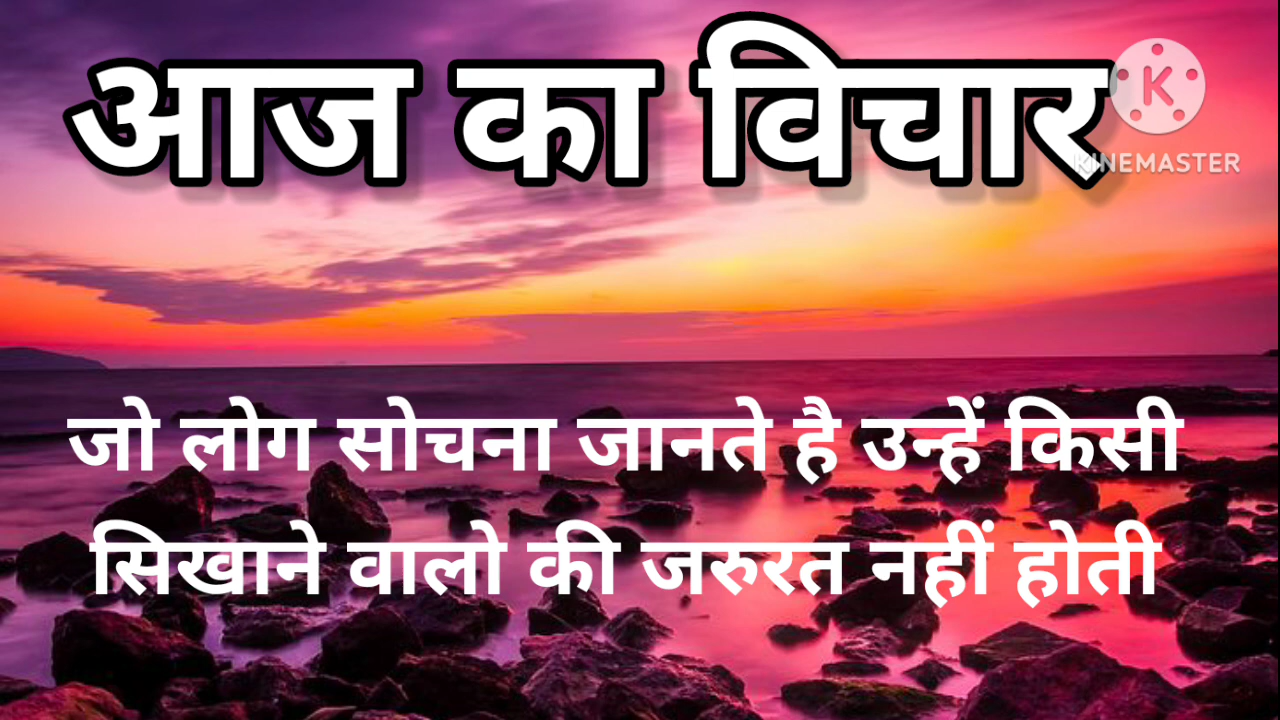 आज का विचार
K
KINEMASTER
जो लोग सोचना जानते है उन्हें किसी
सिखाने वालो की जरुरत नहीं होती